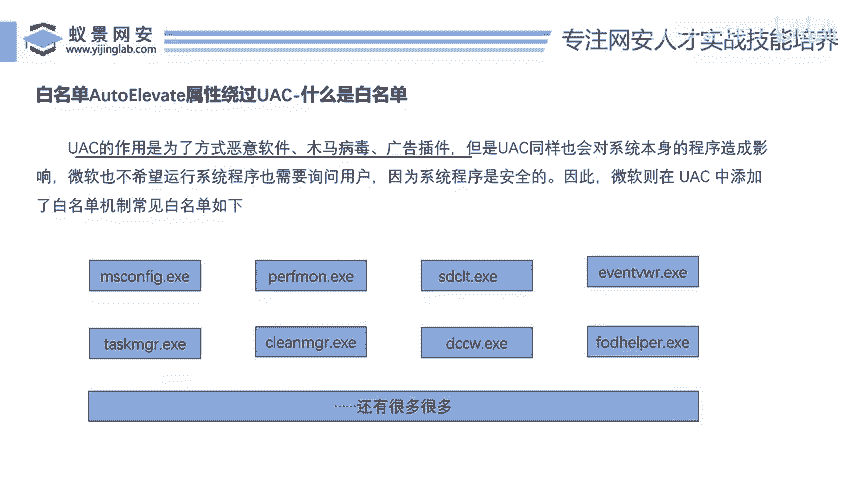 蚁景网安
www.yijinglab.com
专注网安人才实战技能培养
白名单AutoElevate属性绕过UAC-什么是白名单
UAC的作用是为了方式恶意软件、木马病毒、广告插件，但是UAC同样也会对系统本身的程序造成影
响，微软也不希望运行系统程序也需要询问用户，因为系统程序是安全的。因此，微软则在 UAC 中添加
了白名单机制常见白名单如下
msconfig.exe
perfmon.exe
sdclt.exe
eventvwr.exe
taskmgr.exe
cleanmgr.exe
dccw.exe
fodhelper.exe
······还有很多很多